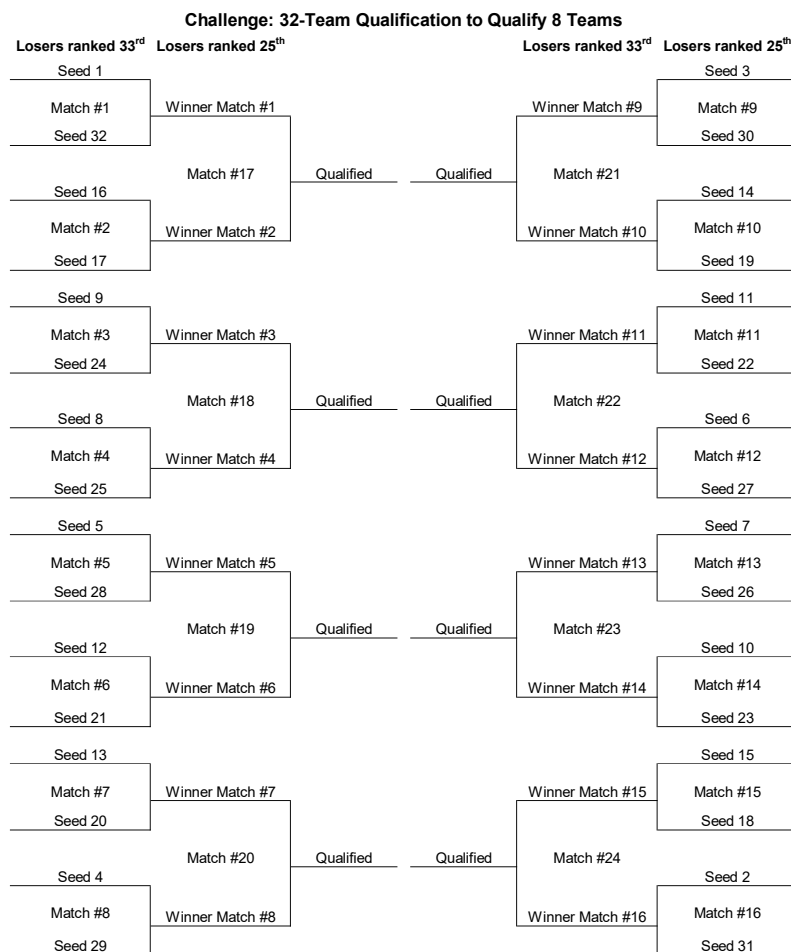 Challenge: 32-Team Qualification to Qualify 8 Teams
Losers ranked 33rd Losers ranked 25th Losers ranked 33rd Losers ranked 25th
Seed 1 Seed 3
Match #1 Winner Match #1 Winner Match #9 Match #9
Seed 32 Seed 30
Match #17 Qualified Qualified Match #21
Seed 16 Seed 14
Match #2 Winner Match #2 Winner Match #10 Match #10
Seed 17 Seed 19
Seed 9 Seed 11
Match #3 Winner Match #3 Winner Match #11 Match #11
Seed 24 Seed 22
Match #18 Qualified Qualified Match #22
Seed 8 Seed 6
Match #4 Winner Match #4 Winner Match #12 Match #12
Seed 25 Seed 27
Seed 5 Seed 7
Match #5 Winner Match #5 Winner Match #13 Match #13
Seed 28 Seed 26
Match #19 Qualified Qualified Match #23
Seed 12 Seed 10
Match #6 Winner Match #6 Winner Match #14 Match #14
Seed 21 Seed 23
Seed 13 Seed 15
Match #7 Winner Match #7 Winner Match #15 Match #15
Seed 20 Seed 18
Match #20 Qualified Qualified Match #24
Seed 4 Seed 2
Match #8 Winner Match #8 Winner Match #16 Match #16
Seed 29 Seed 31